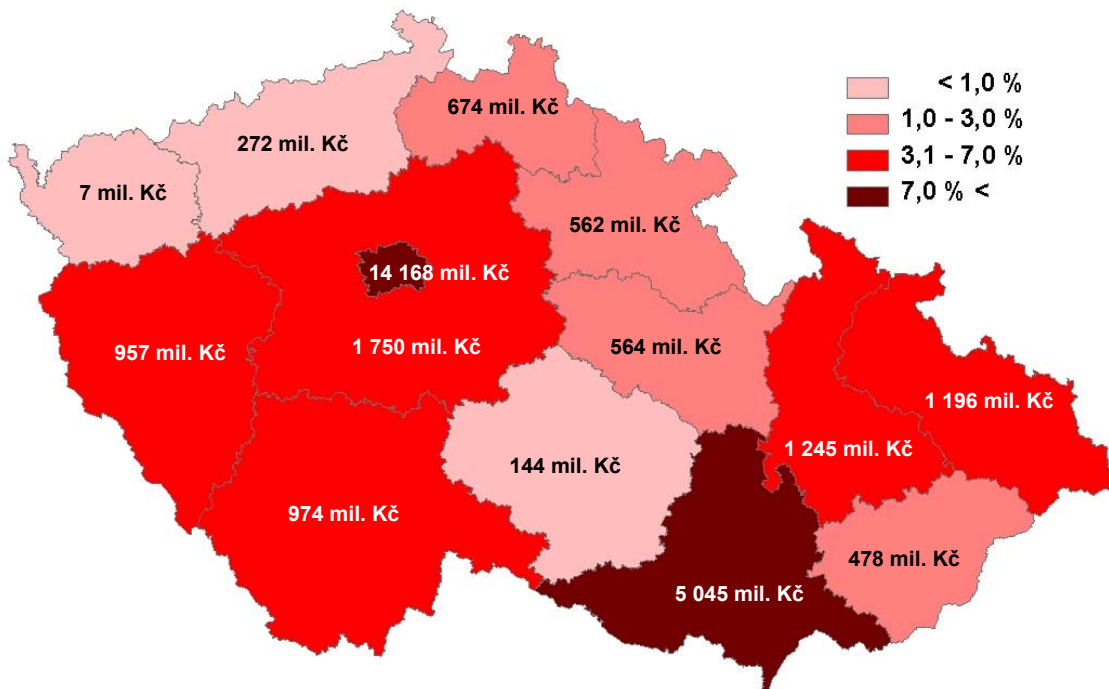 674 mil. Kč
272 mil. Kč
7 mil. Kč
562 mil. Kč
14 168 mil. Kč
957 mil. Kč
1 750 mil. Kč
564 mil. Kč
1 196 mil. Kč
1 245 mil. Kč
144 mil. Kč
974 mil. Kč
478 mil. Kč
5 045 mil. Kč
< 1,0 %
1,0 - 3,0 %
3,1 - 7,0 %
7,0 % <